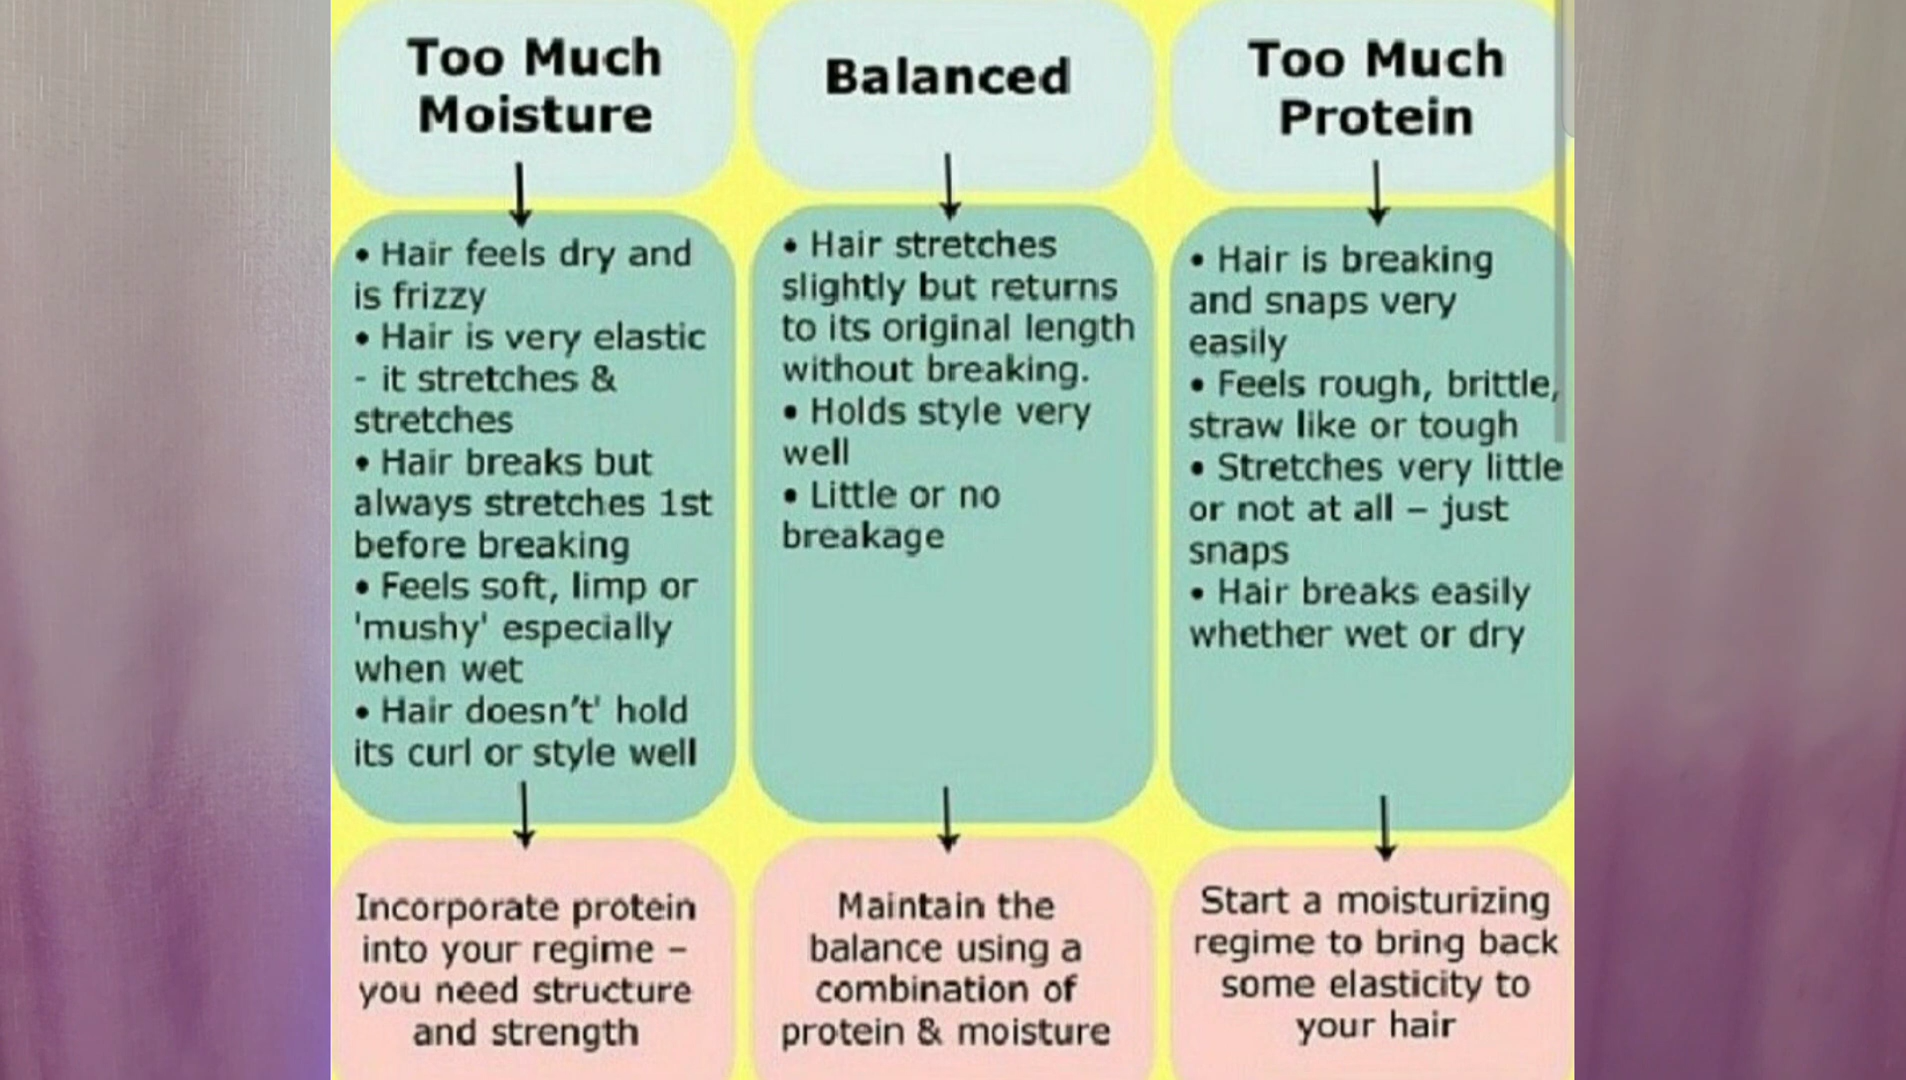 Too Much
Moisture
• Hair feels dry and
is frizzy
• Hair is very elastic
- it stretches &
stretches
• Hair breaks but
always stretches 1st
before breaking
• Feels soft, limp or
'mushy' especially
when wet
• Hair doesn’t' hold
its curl or style well
Incorporate protein
into your regime –
you need structure
and strength
Balanced
• Hair stretches
slightly but returns
to its original length
without breaking.
• Holds style very
well
• Little or no
breakage
Maintain the
balance using a
combination of
protein & moisture
Too Much
Protein
• Hair is breaking
and snaps very
easily
• Feels rough, brittle,
straw like or tough
• Stretches very little
or not at all – just
snaps
• Hair breaks easily
whether wet or dry
Start a moisturizing
regime to bring back
some elasticity to
your hair